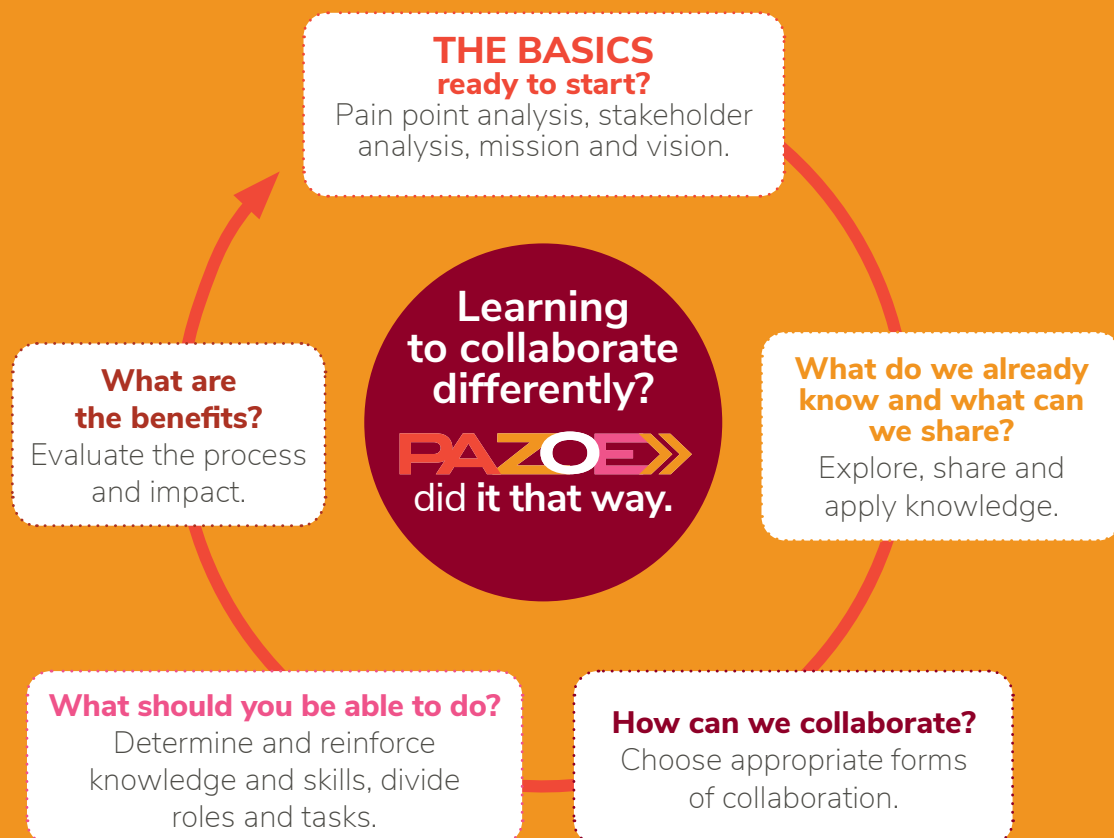 THE BASICS
ready to start?
Pain point analysis, stakeholder
analysis, mission and vision.
Learning
to collaborate
differently?
PAZOE
did it that way.
What do we already
know and what can
we share?
Explore, share and
apply knowledge.
How can we collaborate?
Choose appropriate forms
of collaboration.
What should you be able to do?
Determine and reinforce
knowledge and skills, divide
roles and tasks.
What are
the benefits?
Evaluate the process
and impact.